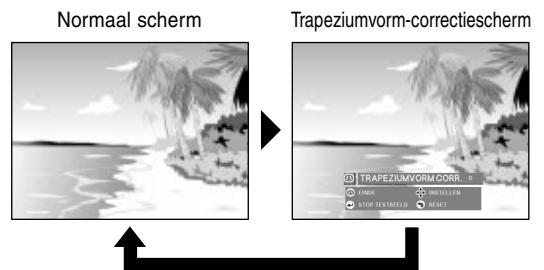 Normaal scherm
Trapeziumvorm-correctiescherm
TRAPEZIUMVORM CORR. 0
EINDE INSTELLEN
STOP TESTBEELD RESET